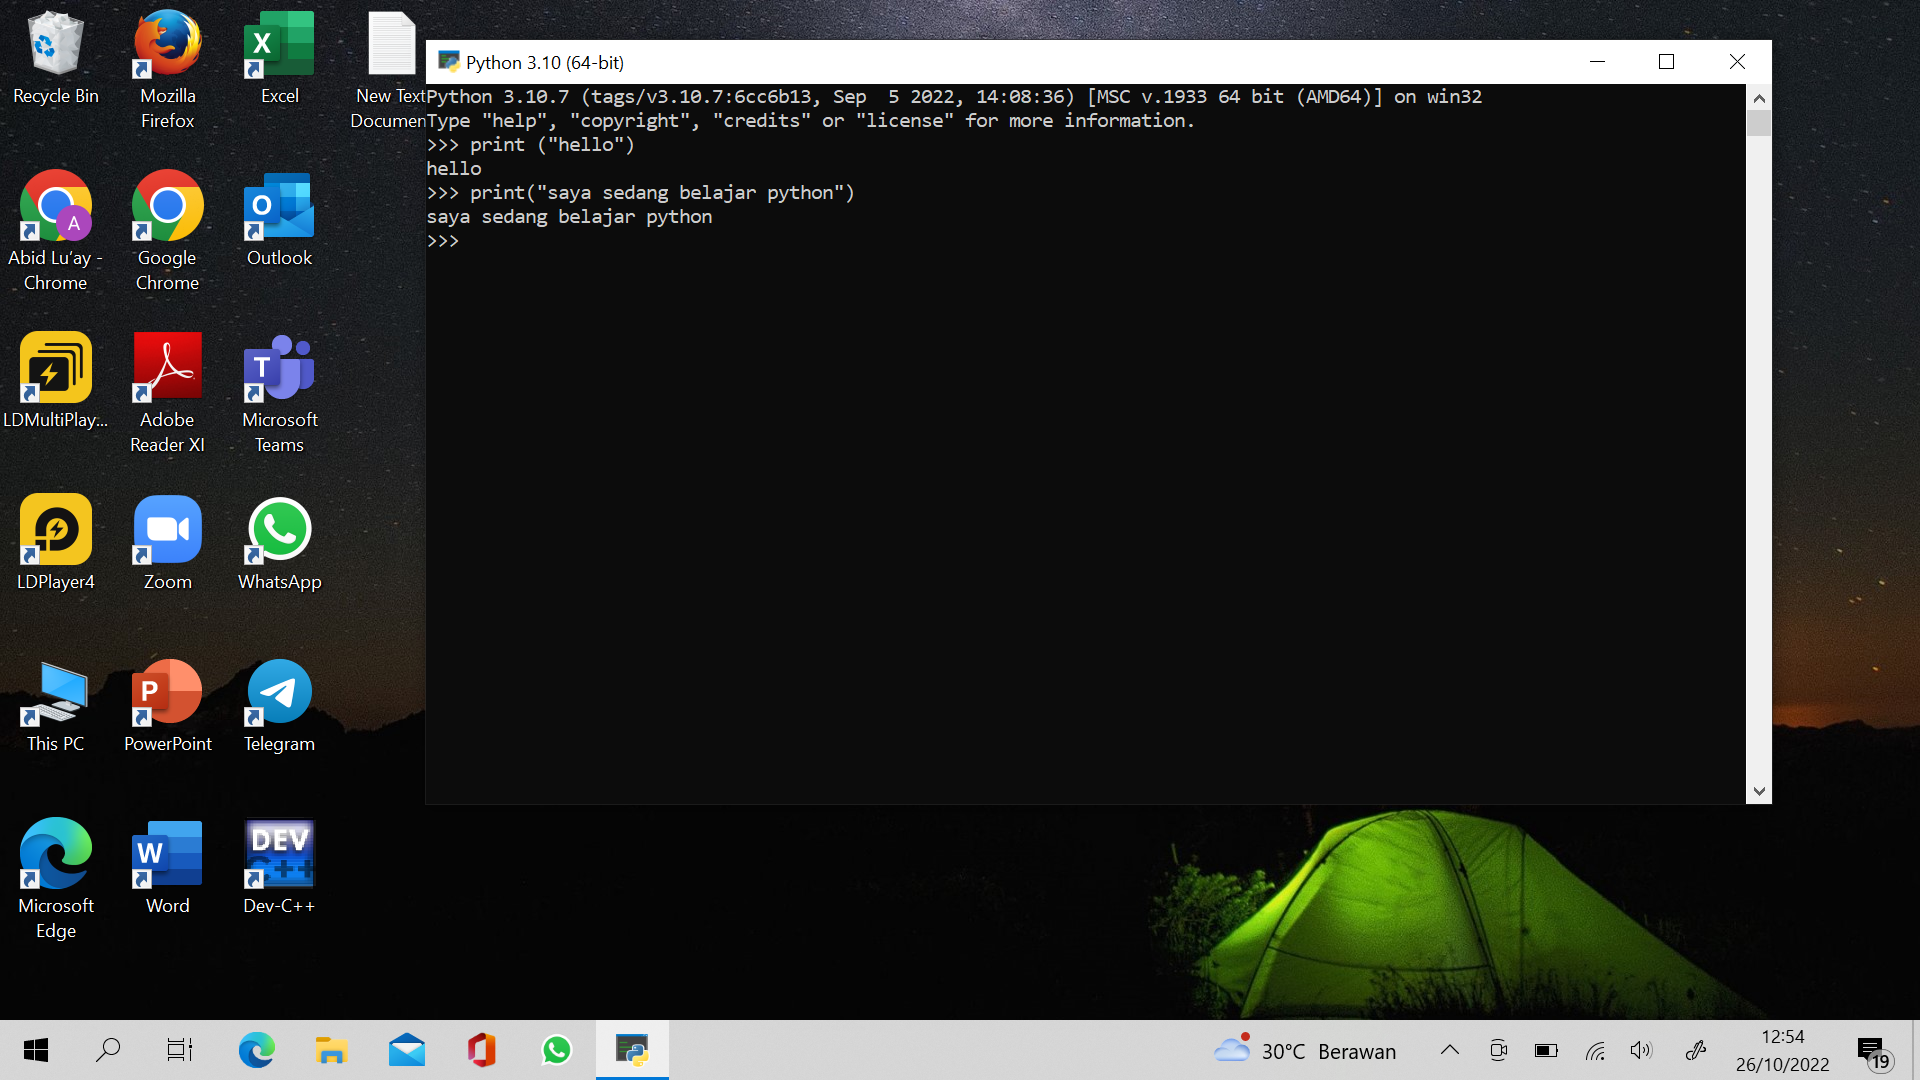 Recycle Bin
Mozilla
Firefox
Excel
New Text
Documen
Abid Lu'ay -
Chrome
A
Google
Chrome
Outlook
LDMultiPlay...
Adobe
Reader XI
Microsoft
Teams
LDPlayer4
Zoom
WhatsApp
This PC
PowerPoint
Telegram
Microsoft
Edge
Word
DEV
C++
Dev-C++
Python 3.10 (64-bit)
Python 3.10.7 (tags/v3.10.7:6cc6b13, Sep  5 2022, 14:08:36) [MSC v.1933 64 bit (AMD64)] on win32
Type "help", "copyright", "credits" or "license" for more information.
>>> print ("hello")
hello
>>> print("saya sedang belajar python")
saya sedang belajar python
>>>
30°C Berawan
12:54
26/10/2022
19